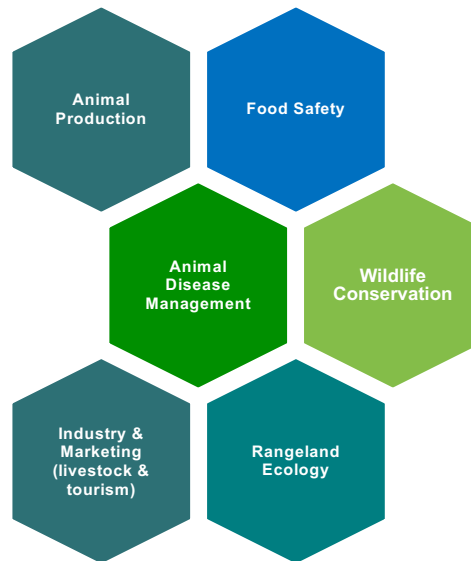 Animal
Production
Food Safety
Animal
Disease
Management
Wildlife
Conservation
Industry &
Marketing
(livestock &
tourism)
Rangeland
Ecology